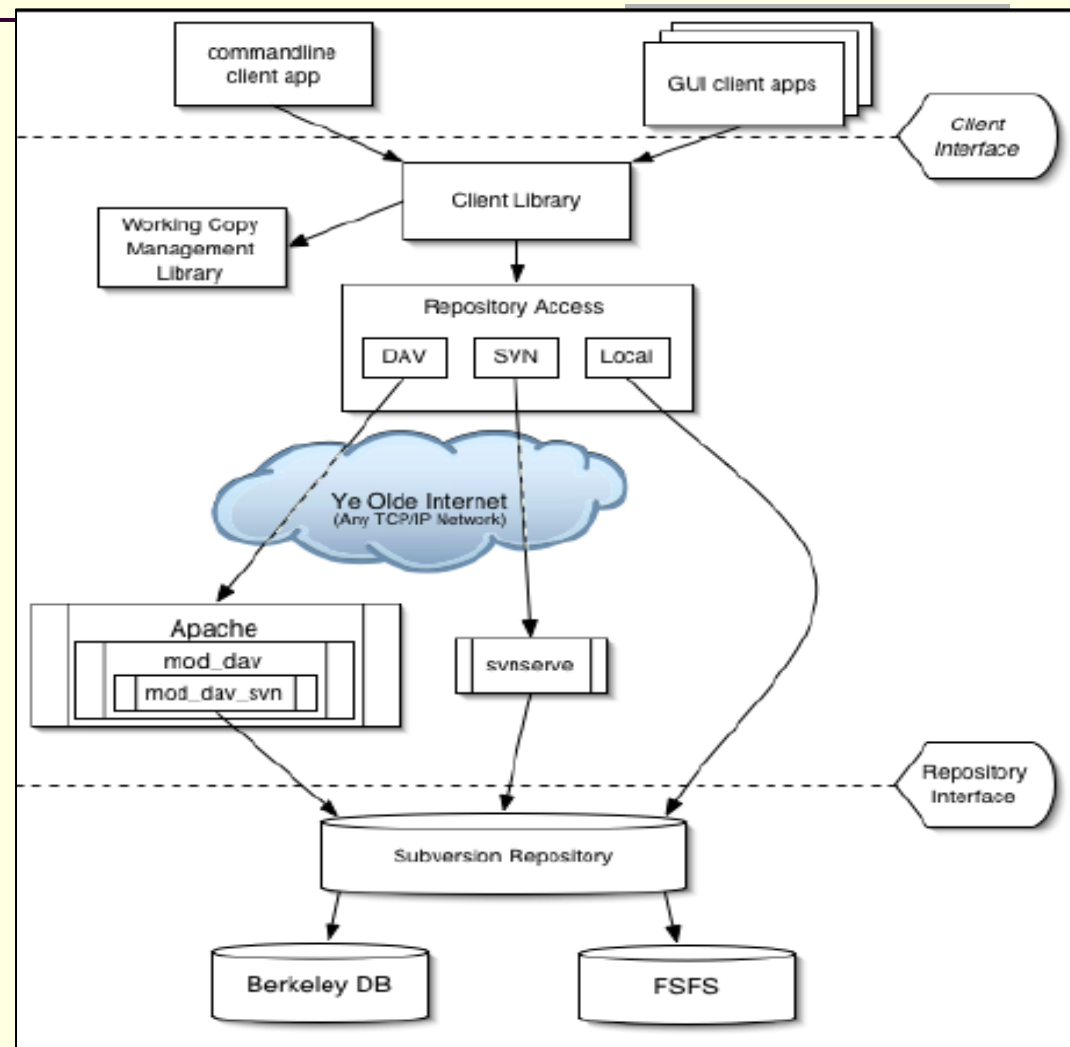 commandline
client app
GUI client apps
Client
Interface
Client Library
Working Copy
Management
Library
Repository Access
DAV
SVN
Local
Ye Olde Internet
(Any TCP/IP Network)
Apache
mod_dav
mod_dav_svn
svnserve
Repository
Interface
Subversion Repository
Berkeley DB
FSFS